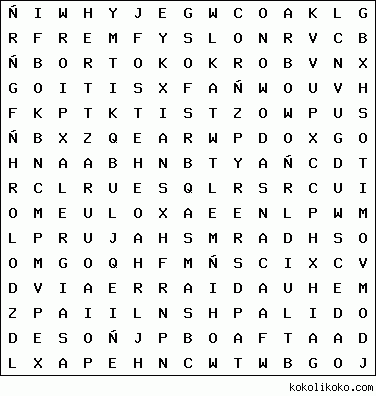 Ñ I W H Y J E G W C O A K L G
R F R E M F Y S L O N R V C B
Ñ B O R T O K O K R O B V N X
G O I T I S X F A Ñ W O U V H
F K P T K T I S T Z O W P U S
Ñ B X Z Q E A R W P D O X G O
H N A A B H N B T Y A Ñ C D T
R C L R U E S Q L R S R C U I
O M E U L O X A E E N L P W M
L P R U J A H S M R A D H S O
O M G O Q H F M Ñ S C I X C V
D V I A E R R A I D A U H E M
Z P A I I L N S H P A L I D O
D E S O Ñ J P B O A F T A A D
L X A P E H N C W T W B G O J
kokolikoko.com